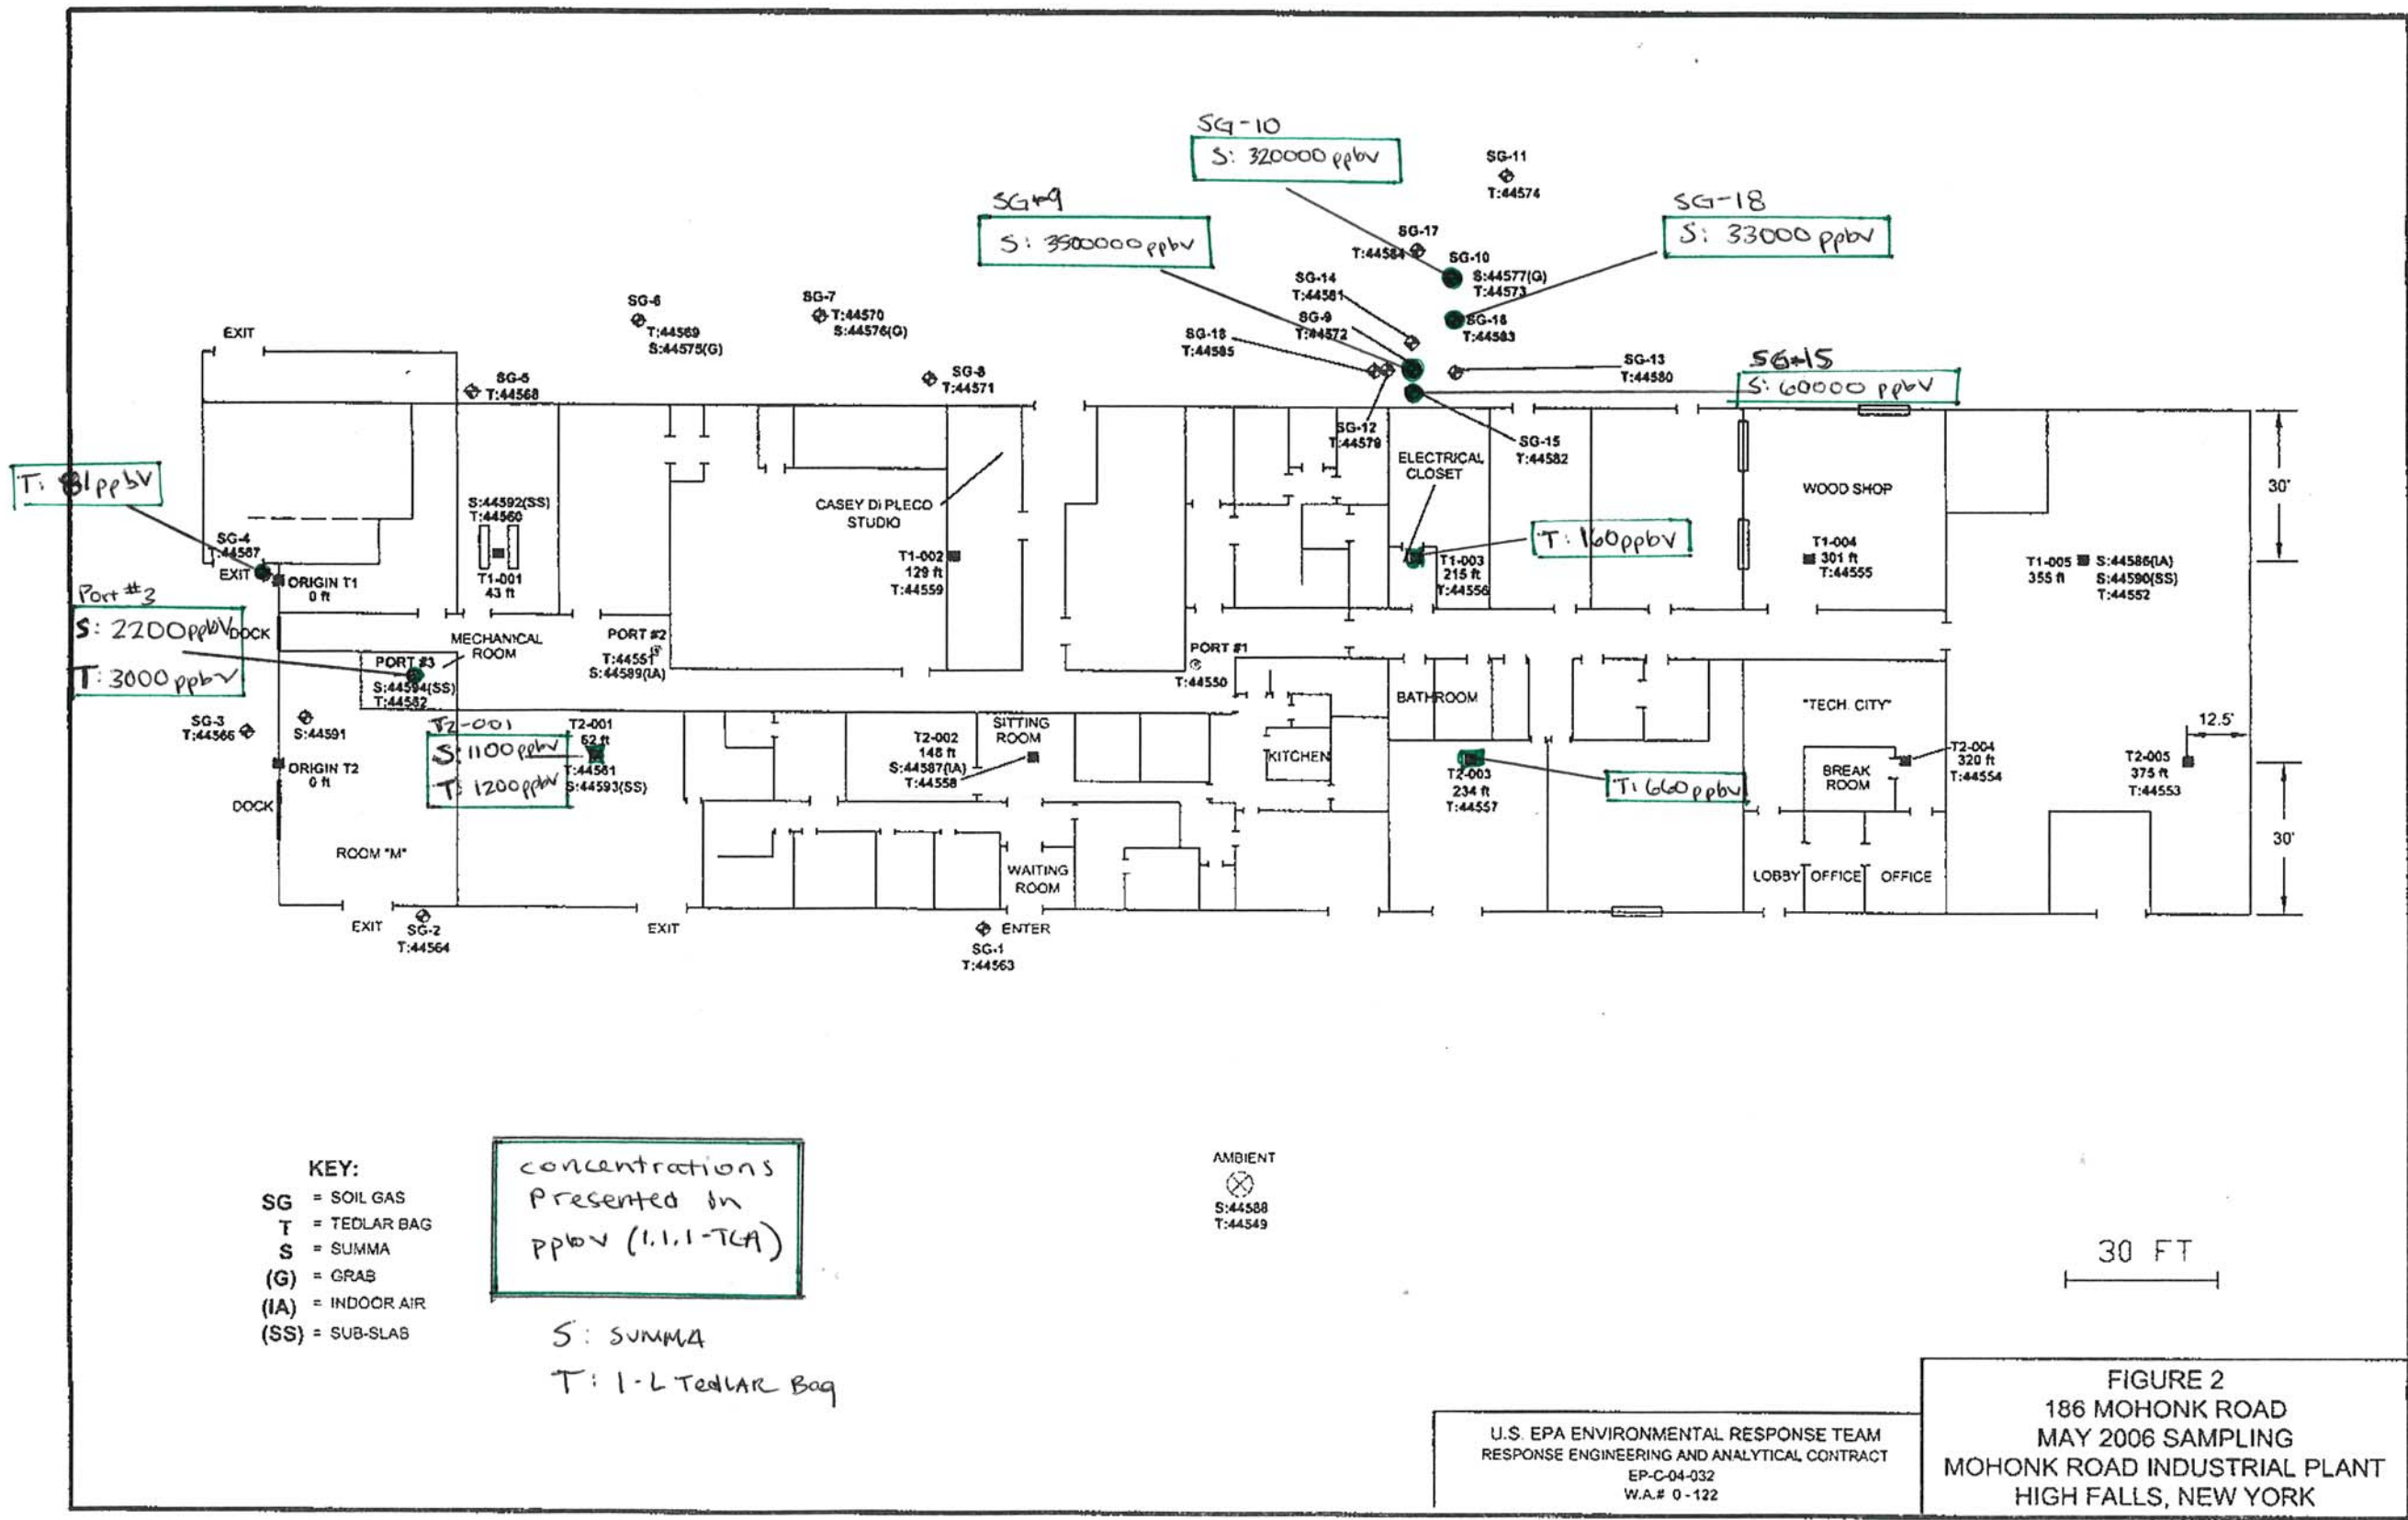 SG-10
S: 320000 ppbv
SG-11
T:44574
SG-9
S: 3500000 ppbv
SG-18
S: 33000 ppbv
SG-17
T:44584
SG-10
S:44577(G)
T:44573
SG-14
T:44581
SG-9
T:44572
SG-16
T:44583
SG-18
T:44585
SG-13
T:44580
SG-15
S: 60000 ppbv
SG-6
T:44569
S:44575(G)
SG-7
T:44570
S:44576(G)
EXIT
SG-5
T:44568
SG-8
T:44571
SG-12
T:44579
SG-15
T:44582
ELECTRICAL
CLOSET
T: 81 ppbv
S:44592(SS)
T:44560
T1-001
43 ft
CASEY DI PLECO
STUDIO
WOOD SHOP
30'
SG-4
T:44567
EXIT
ORIGIN T1
0 ft
T1-002
129 ft
T:44559
T: 160 ppbv
T1-003
215 ft
T:44556
T1-004
301 ft
T:44555
T1-005
355 ft
S:44586(IA)
S:44590(SS)
T:44552
Port #3
S: 2200 ppbv
T: 3000 ppbv
DOCK
MECHANICAL
ROOM
PORT #3
S:44594(SS)
T:44562
PORT #2
T:44551
S:44589(IA)
PORT #1
T:44550
BATHROOM
"TECH. CITY"
12.5'
SG-3
T:44566
S:44591
T2-001
S: 1100 ppbv
T: 1200 ppbv
T2-001
62 ft
T:44561
S:44593(SS)
T2-002
146 ft
S:44587(IA)
T:44558
SITTING
ROOM
KITCHEN
T2-003
234 ft
T:44557
T: 660 ppbv
BREAK
ROOM
T2-004
320 ft
T:44554
T2-005
375 ft
T:44553
ORIGIN T2
0 ft
DOCK
ROOM "M"
WAITING
ROOM
LOBBY
OFFICE
OFFICE
30'
EXIT
SG-2
T:44564
EXIT
ENTER
SG-1
T:44563
KEY:
SG = SOIL GAS
T = TEDLAR BAG
S = SUMMA
(G) = GRAB
(IA) = INDOOR AIR
(SS) = SUB-SLAB
concentrations
Presented in
ppbv (1,1,1-TCA)
S: SUMMA
T: 1-L TedLAR Bag
AMBIENT
S:44588
T:44549
30 FT
U.S. EPA ENVIRONMENTAL RESPONSE TEAM
RESPONSE ENGINEERING AND ANALYTICAL CONTRACT
EP-C-04-032
W.A.# 0-122
FIGURE 2
186 MOHONK ROAD
MAY 2006 SAMPLING
MOHONK ROAD INDUSTRIAL PLANT
HIGH FALLS, NEW YORK